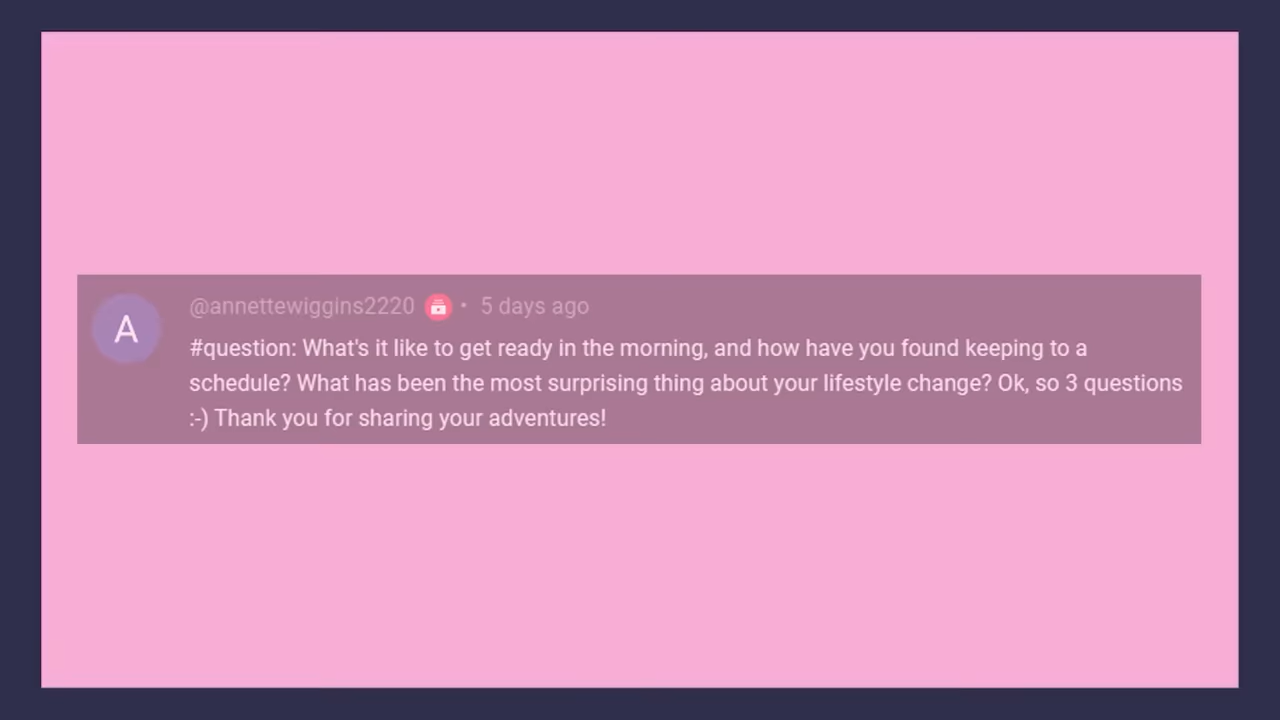 @annettewiggins2220 • 5 days ago
A
#question: What's it like to get ready in the morning, and how have you found keeping to a
schedule? What has been the most surprising thing about your lifestyle change? Ok, so 3 questions
:-) Thank you for sharing your adventures!